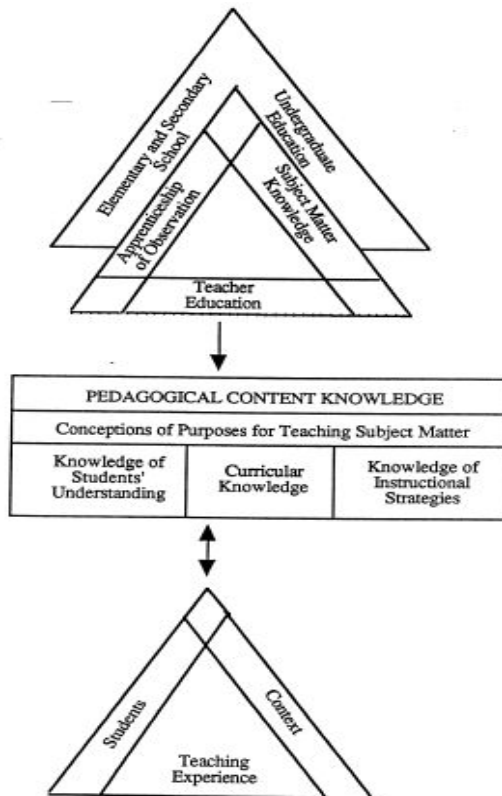 Elementary and Secondary
School
Undergraduate
Education
Apprenticeship
of Observation
Subject Matter
Knowledge
Teacher
Education
PEDAGOGICAL CONTENT KNOWLEDGE
Conceptions of Purposes for Teaching Subject Matter
Knowledge of
Students'
Understanding
Curricular
Knowledge
Knowledge of
Instructional
Strategies
Students
Context
Teaching
Experience